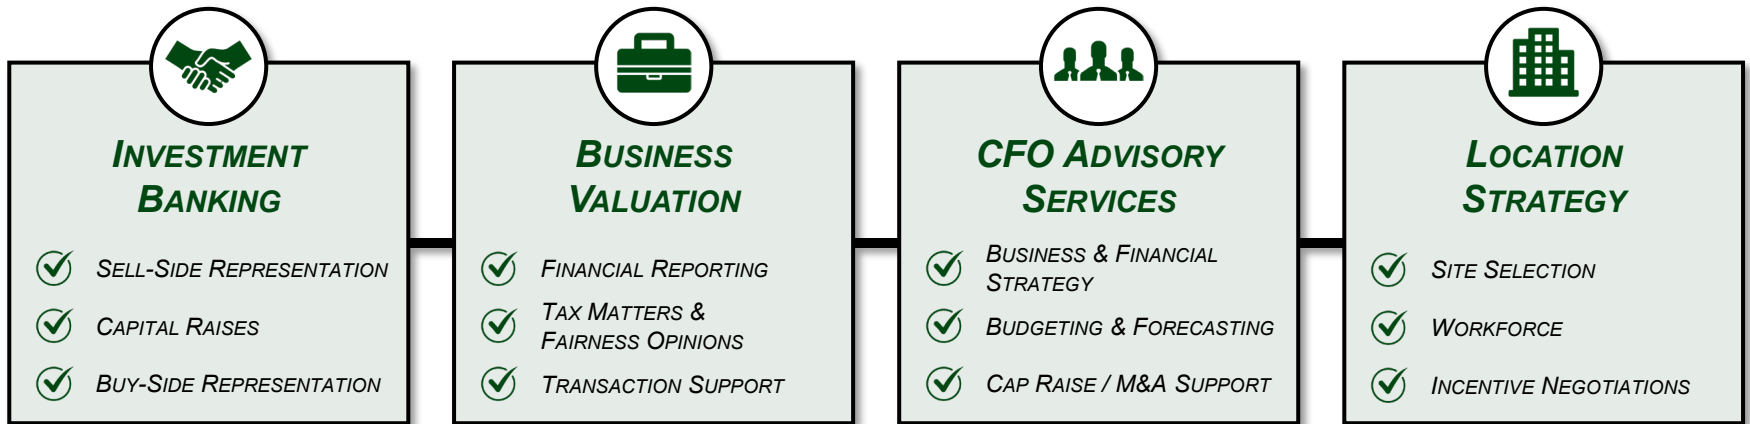 INVESTMENT
BANKING
SELL-SIDE REPRESENTATION
CAPITAL RAISES
BUY-SIDE REPRESENTATION
BUSINESS
VALUATION
FINANCIAL REPORTING
TAX MATTERS &
FAIRNESS OPINIONS
TRANSACTION SUPPORT
CFO ADVISORY
SERVICES
BUSINESS & FINANCIAL
STRATEGY
BUDGETING & FORECASTING
CAP RAISE / M&A SUPPORT
LOCATION
STRATEGY
SITE SELECTION
WORKFORCE
INCENTIVE NEGOTIATIONS